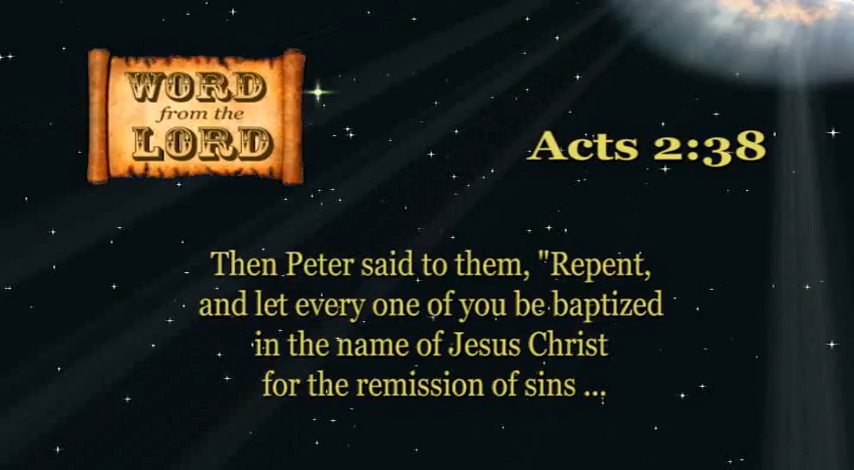 WORD
from the
LORD
Acts 2:38
Then Peter said to them, "Repent,
and let every one of you be baptized
in the name of Jesus Christ
for the remission of sins ...